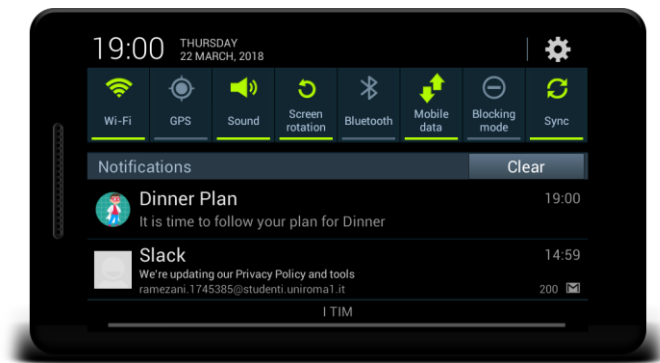 19:00 THURSDAY
22 MARCH, 2018
Wi-Fi GPS Sound Screen rotation Bluetooth Mobile data Blocking mode Sync
Notifications Clear
Dinner Plan 19:00
It is time to follow your plan for Dinner
Slack 14:59
We're updating our Privacy Policy and tools
ramezani.1745385@studenti.uniroma1.it 200
I TIM